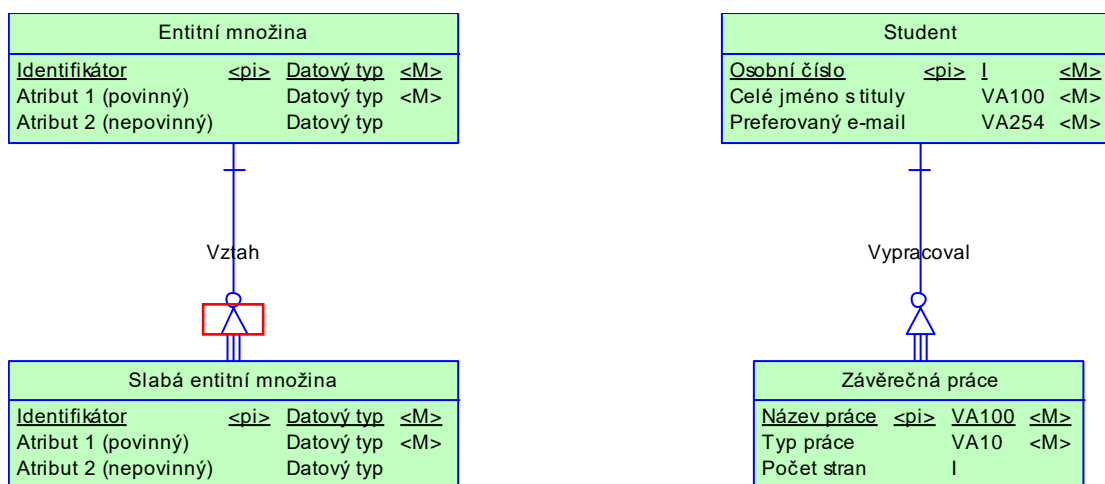 Entitní množina
Identifikátor <pi> Datový typ <M>
Atribut 1 (povinný) Datový typ <M>
Atribut 2 (nepovinný) Datový typ
Vztah
Slabá entitní množina
Identifikátor <pi> Datový typ <M>
Atribut 1 (povinný) Datový typ <M>
Atribut 2 (nepovinný) Datový typ
Student
Osobní číslo <pi> I <M>
Celé jméno s tituly VA100 <M>
Preferovaný e-mail VA254 <M>
Vypracoval
Závěrečná práce
Název práce <pi> VA100 <M>
Typ práce VA10 <M>
Počet stran I